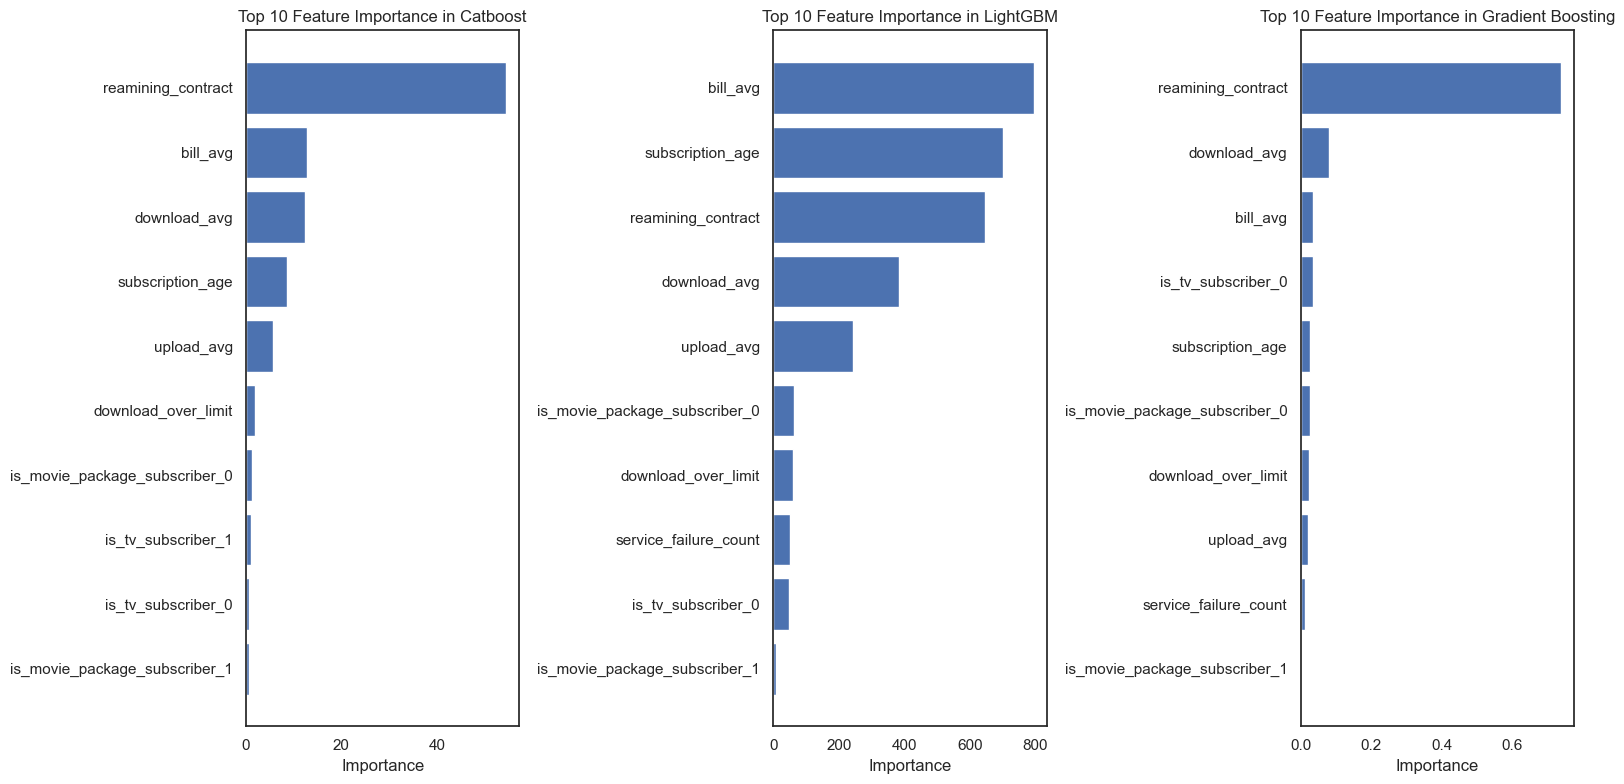 Top 10 Feature Importance in Catboost
reamining_contract
bill_avg
download_avg
subscription_age
upload_avg
download_over_limit
is_movie_package_subscriber_0
is_tv_subscriber_1
is_tv_subscriber_0
is_movie_package_subscriber_1
0 20 40
Importance
Top 10 Feature Importance in LightGBM
bill_avg
subscription_age
reamining_contract
download_avg
upload_avg
is_movie_package_subscriber_0
download_over_limit
service_failure_count
is_tv_subscriber_0
is_movie_package_subscriber_1
0 200 400 600 800
Importance
Top 10 Feature Importance in Gradient Boosting
reamining_contract
download_avg
bill_avg
is_tv_subscriber_0
subscription_age
is_movie_package_subscriber_0
download_over_limit
upload_avg
service_failure_count
is_movie_package_subscriber_1
0.0 0.2 0.4 0.6
Importance